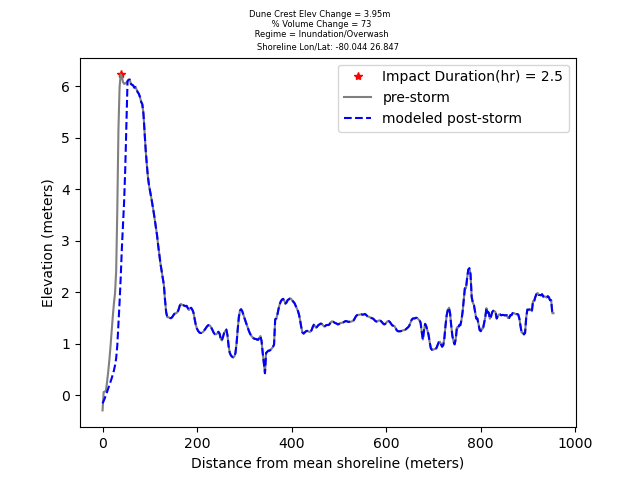 Dune Crest Elev Change = 3.95m
% Volume Change = 73
Regime = Inundation/Overwash
Shoreline Lon/Lat: -80.044 26.847
Impact Duration(hr) = 2.5
pre-storm
modeled post-storm
Elevation (meters)
6
5
4
3
2
1
0
0 200 400 600 800 1000
Distance from mean shoreline (meters)